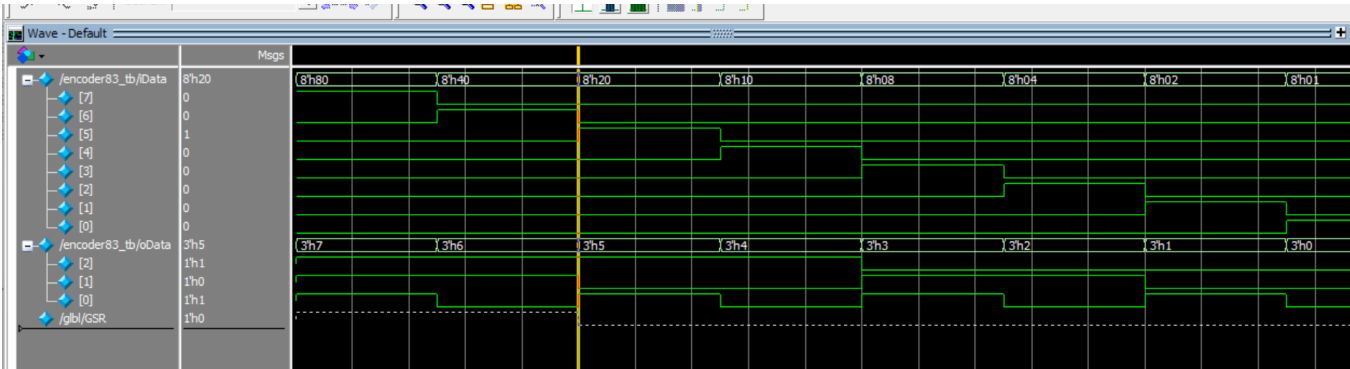 Wave - Default
Msgs
/encoder83_tb/iData 8'h20 8'h80 8'h40 8'h20 8'h10 8'h08 8'h04 8'h02 8'h01
[7] 0
[6] 0
[5] 1
[4] 0
[3] 0
[2] 0
[1] 0
[0] 0
/encoder83_tb/oData 3'h5 3'h7 3'h6 3'h5 3'h4 3'h3 3'h2 3'h1 3'h0
[2] 1'h1
[1] 1'h0
[0] 1'h1
/glbl/GSR 1'h0